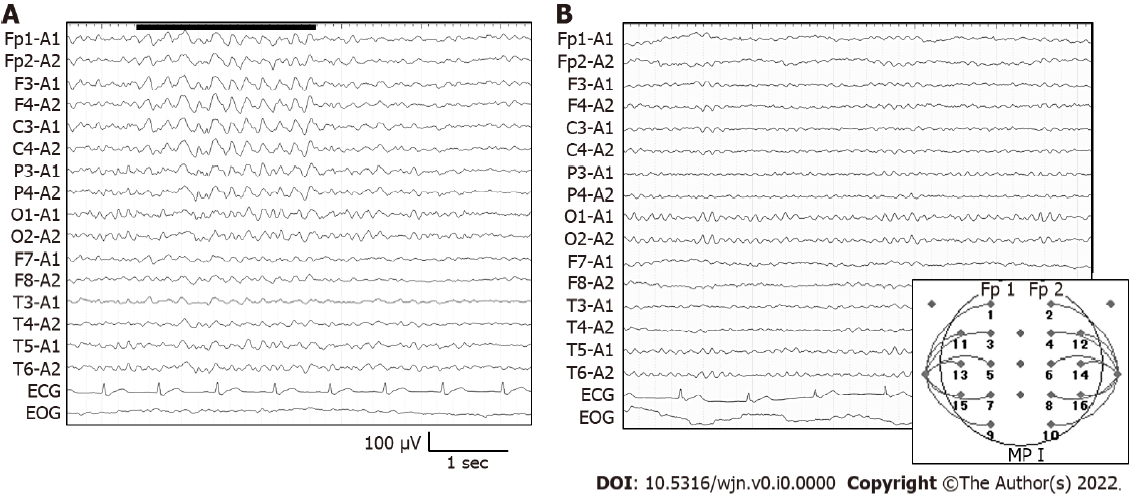 A
Fp1-A1
Fp2-A2
F3-A1
F4-A2
C3-A1
C4-A2
P3-A1
P4-A2
O1-A1
O2-A2
F7-A1
F8-A2
T3-A1
T4-A2
T5-A1
T6-A2
ECG
EOG
100 µV
1 sec
B
Fp1-A1
Fp2-A2
F3-A1
F4-A2
C3-A1
C4-A2
P3-A1
P4-A2
O1-A1
O2-A2
F7-A1
F8-A2
T3-A1
T4-A2
T5-A1
T6-A2
ECG
EOG
Fp 1 Fp 2
1 2
11 3 4 12
13 5 6 14
15 7 8 16
9 10
MP I
DOI: 10.5316/wjn.v0.i0.0000 Copyright ©The Author(s) 2022.